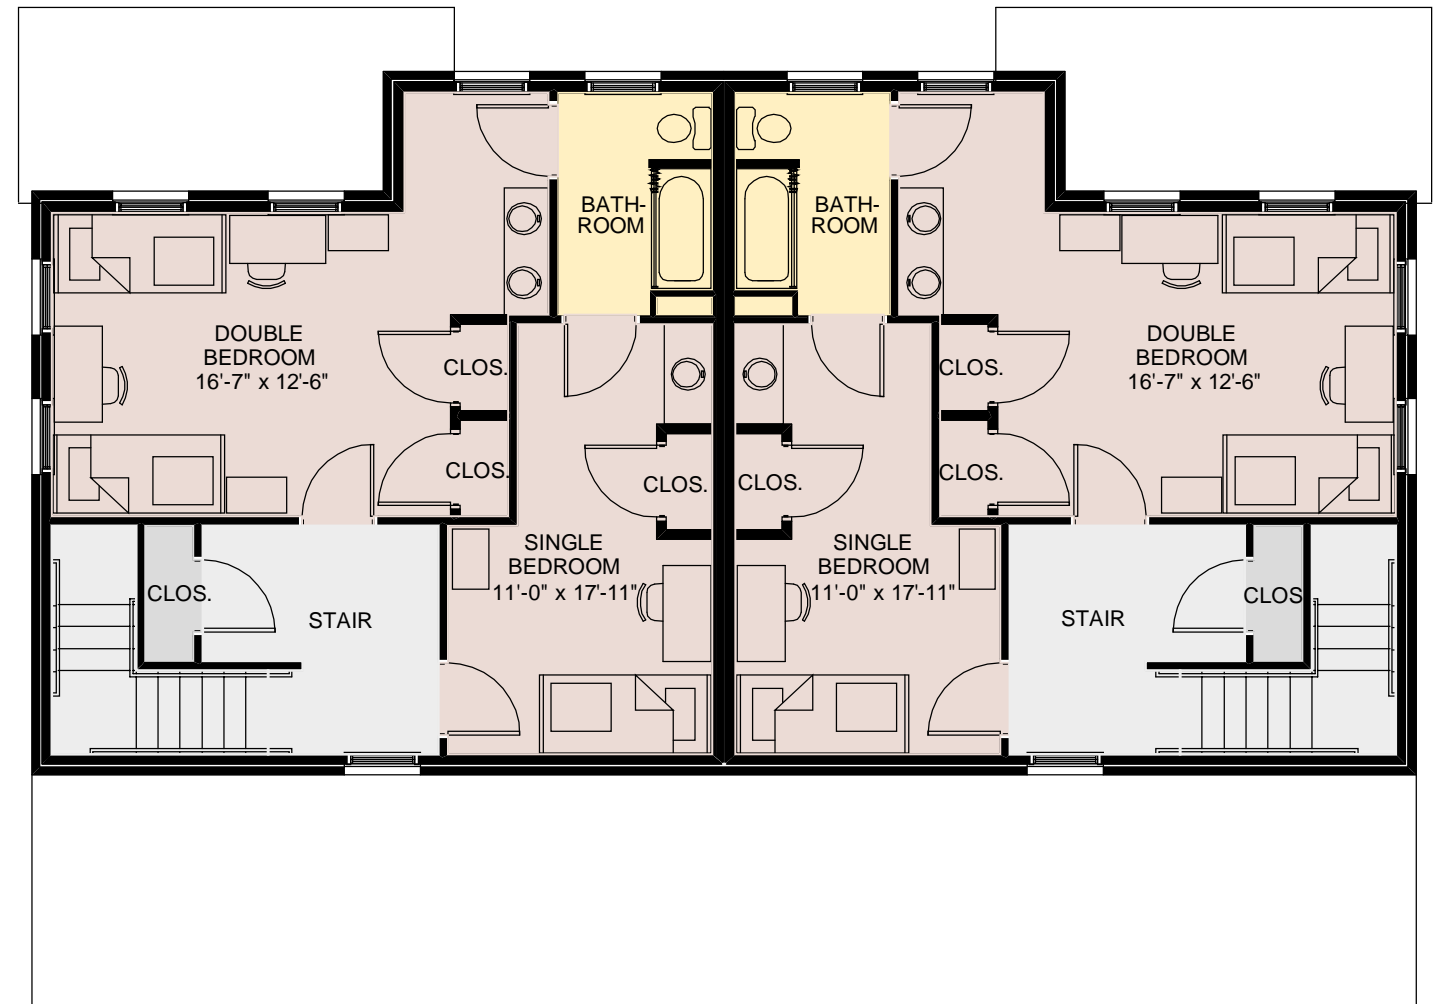 BATH-
ROOM
BATH-
ROOM
DOUBLE
BEDROOM
16'-7" x 12'-6"
CLOS.
CLOS.
DOUBLE
BEDROOM
16'-7" x 12'-6"
CLOS.
CLOS.
CLOS.
CLOS.
SINGLE
BEDROOM
11'-0" x 17'-11"
SINGLE
BEDROOM
11'-0" x 17'-11"
CLOS.
STAIR
STAIR
CLOS